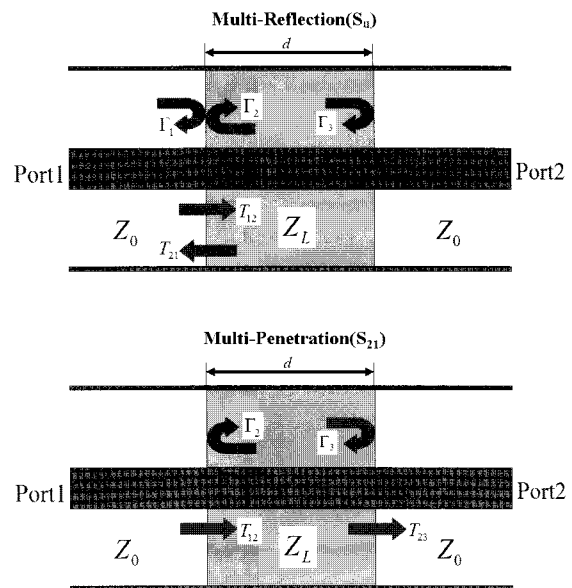 Multi-Reflection(Su)
d
Γ1
Γ2
Γ3
Port1
Port2
T12
Z0
ZL
Z0
T21
Multi-Penetration(S21)
d
Γ2
Γ3
Port1
Port2
T12
T23
Z0
ZL
Z0